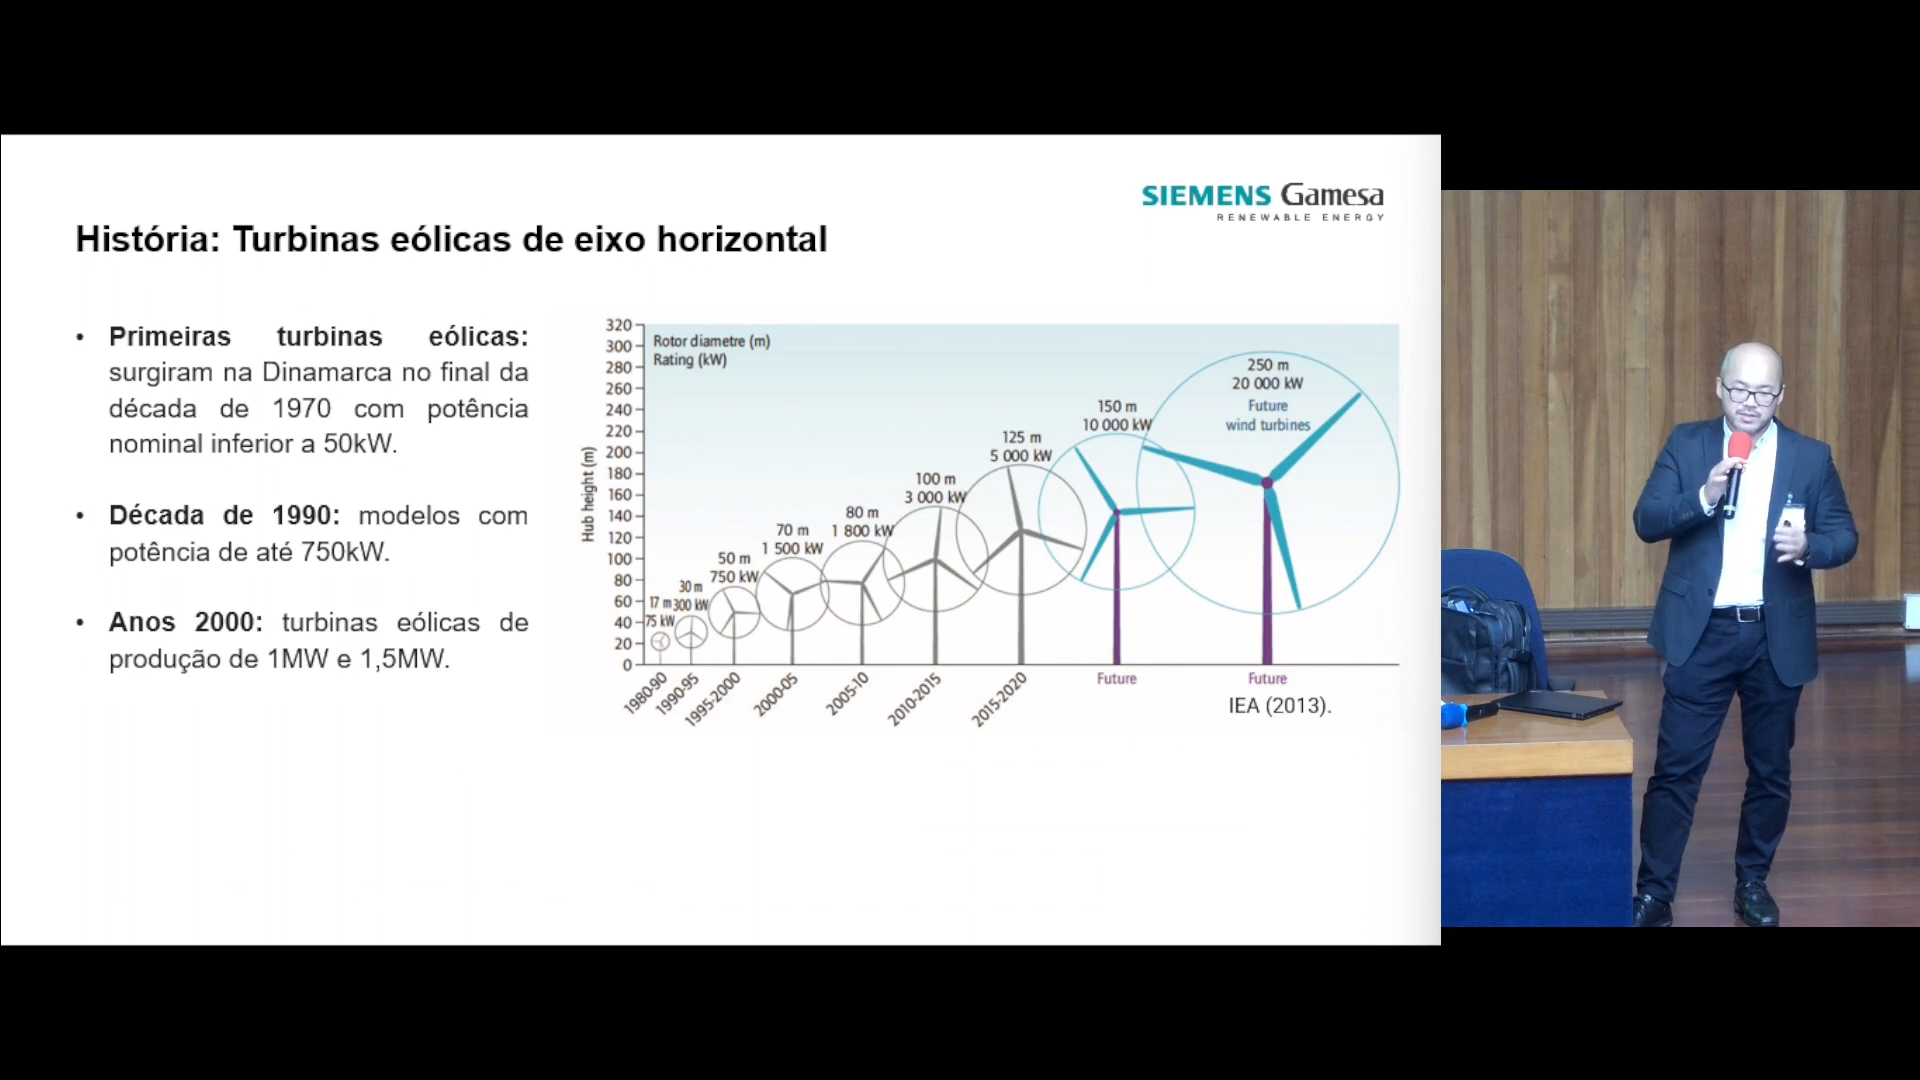 SIEMENS Gamesa
RENEWABLE ENERGY
História: Turbinas eólicas de eixo horizontal
• Primeiras turbinas eólicas:
surgiram na Dinamarca no final da
década de 1970 com potência
nominal inferior a 50kW.
• Década de 1990: modelos com
potência de até 750kW.
• Anos 2000: turbinas eólicas de
produção de 1MW e 1,5MW.
Hub height (m)
320
300
280
260
240
220
200
180
160
140
120
100
80
60
40
20
0
Rotor diametre (m)
Rating (kW)
17 m
75 kW
30 m
300 kW
50 m
750 kW
70 m
1 500 kW
80 m
1 800 kW
100 m
3 000 kW
125 m
5 000 kW
150 m
10 000 kW
250 m
20 000 kW
Future
wind turbines
1980-90
1990-95
1995-2000
2000-05
2005-10
2010-2015
2015-2020
Future
Future
IEA (2013).